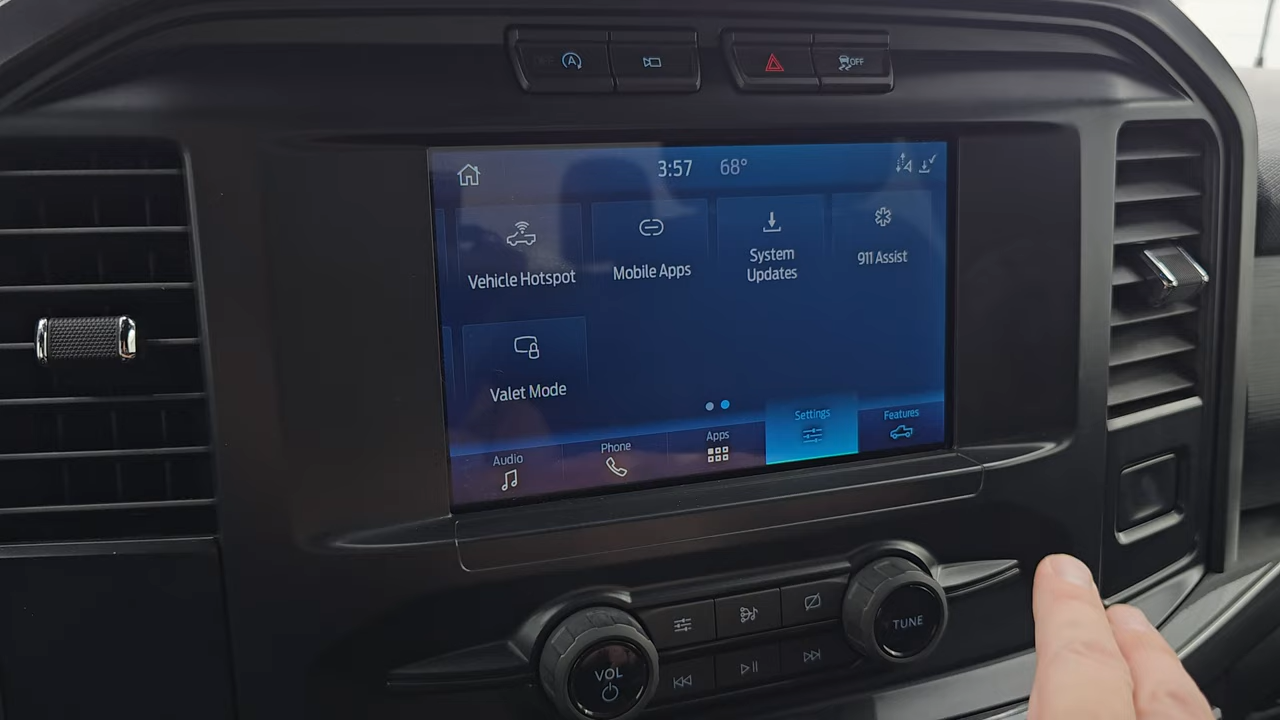 OFF A
OFF
3:57 68°
Vehicle Hotspot
Mobile Apps
System
Updates
911 Assist
Valet Mode
Audio
Phone
Apps
Settings
Features
VOL
TUNE